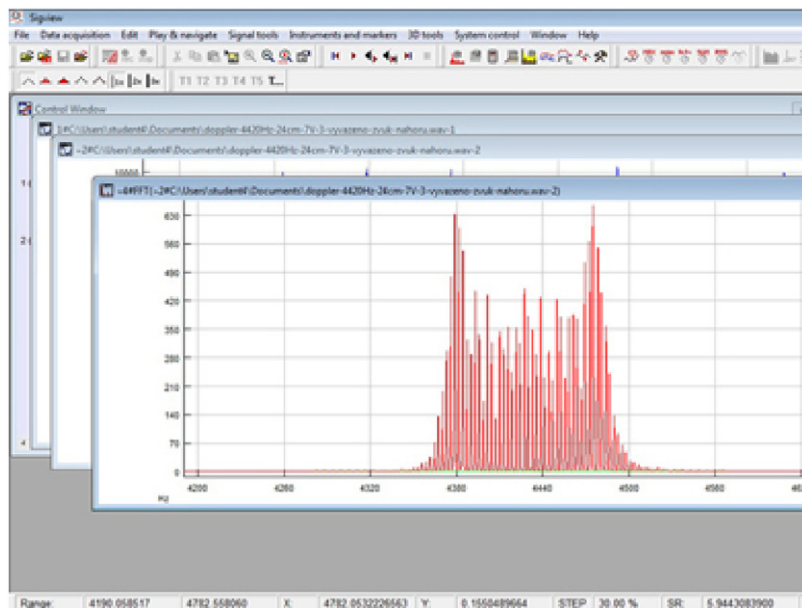 Sigview
File Data acquisition Edit Play & navigate Signal tools Instruments and markers 3D tools System control Window Help
T1 T2 T3 T4 T5 T...
Control Window
1#C:\Users\student4\Documents\doppler-4420Hz-24cm-7V-3-vyvazeno-zvuk-nahoru.wav-1
~2#C:\Users\student4\Documents\doppler-4420Hz-24cm-7V-3-vyvazeno-zvuk-nahoru.wav-2
~4#FFT(~2#C:\Users\student4\Documents\doppler-4420Hz-24cm-7V-3-vyvazeno-zvuk-nahoru.wav-2)
630
560
490
420
350
280
210
140
70
0
4200 4260 4320 4380 4440 4500 4560
Hz
Range: 4190.058517 4782.558060 X: 4782.0532226563 Y: 0.1550489664 STEP 30.00 % SR: 5.9443083900